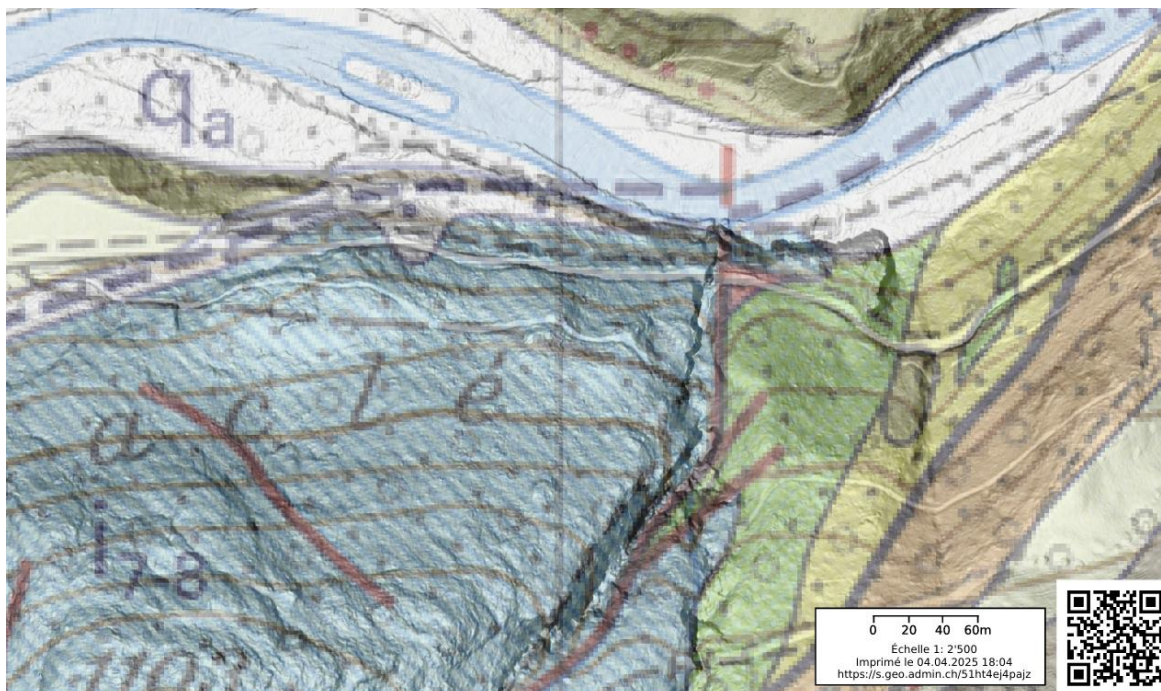 qa
a c l é
i7-8
0 20 40 60m
Échelle 1: 2'500
Imprimé le 04.04.2025 18:04
https://s.geo.admin.ch/51ht4ej4pajz